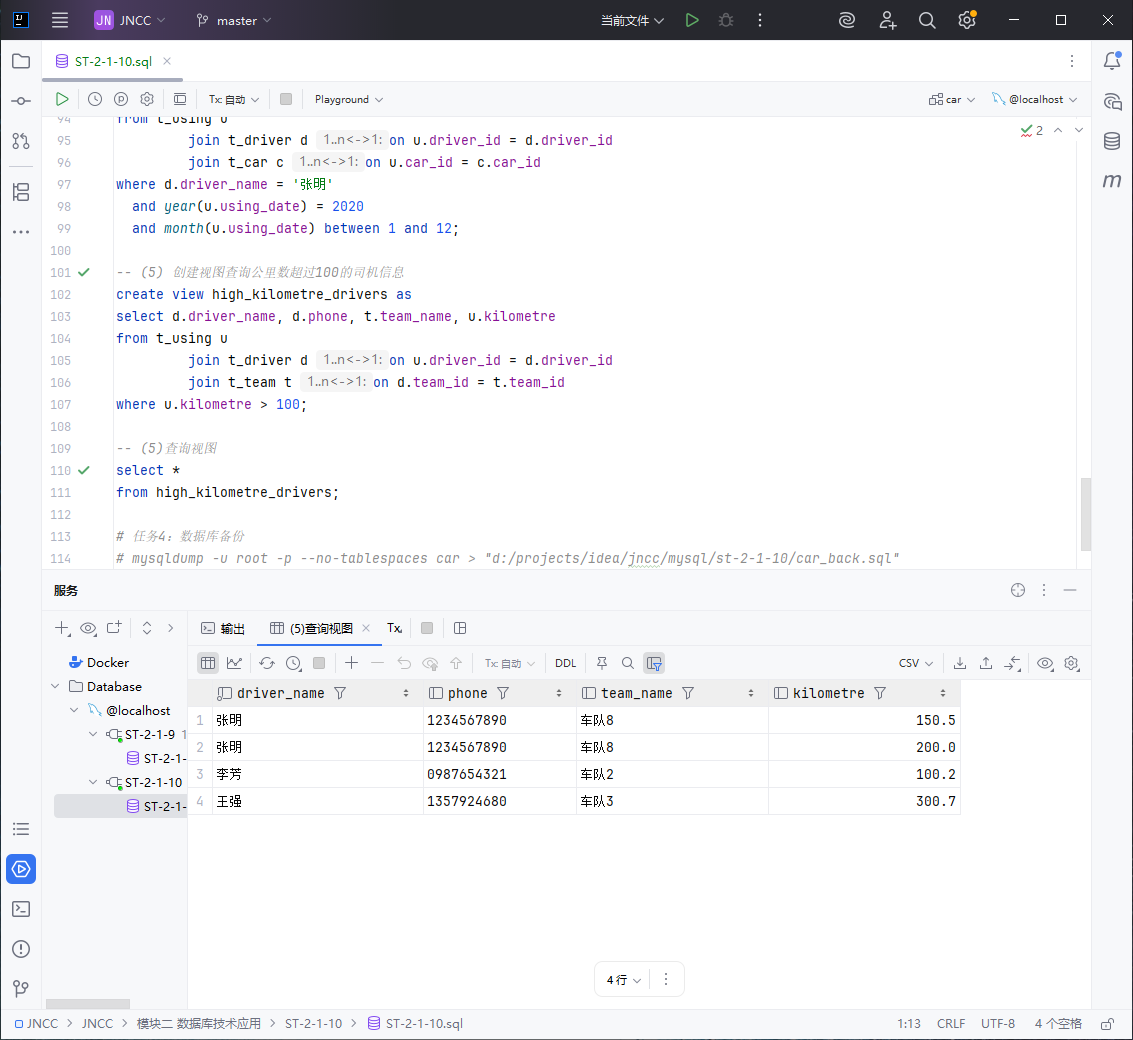 JN JNCC master 当前文件
ST-2-1-10.sql
Tx: 自动 Playground car @localhost
94 from t_using u
95 join t_driver d 1..n<->1: on u.driver_id = d.driver_id
2
96 join t_car c 1..n<->1: on u.car_id = c.car_id
97 where d.driver_name = '张明'
98 and year(u.using_date) = 2020
99 and month(u.using_date) between 1 and 12;
100
101 -- (5) 创建视图查询公里数超过100的司机信息
102 create view high_kilometre_drivers as
103 select d.driver_name, d.phone, t.team_name, u.kilometre
104 from t_using u
105 join t_driver d 1..n<->1: on u.driver_id = d.driver_id
106 join t_team t 1..n<->1: on d.team_id = t.team_id
107 where u.kilometre > 100;
108
109 -- (5)查询视图
110 select *
111 from high_kilometre_drivers;
112
113 # 任务4: 数据库备份
114 # mysqldump -u root -p --no-tablespaces car > "d:/projects/idea/jncc/mysql/st-2-1-10/car_back.sql"
服务
输出 (5)查询视图 Tx
Tx: 自动 DDL CSV
Docker
Database
@localhost
ST-2-1-9 1
ST-2-1-
ST-2-1-10
ST-2-1-
driver_name phone team_name kilometre
1 张明 1234567890 车队8 150.5
2 张明 1234567890 车队8 200.0
3 李芳 0987654321 车队2 100.2
4 王强 1357924680 车队3 300.7
4 行
JNCC > JNCC > 模块二 数据库技术应用 > ST-2-1-10 > ST-2-1-10.sql 1:13 CRLF UTF-8 4 个空格
m